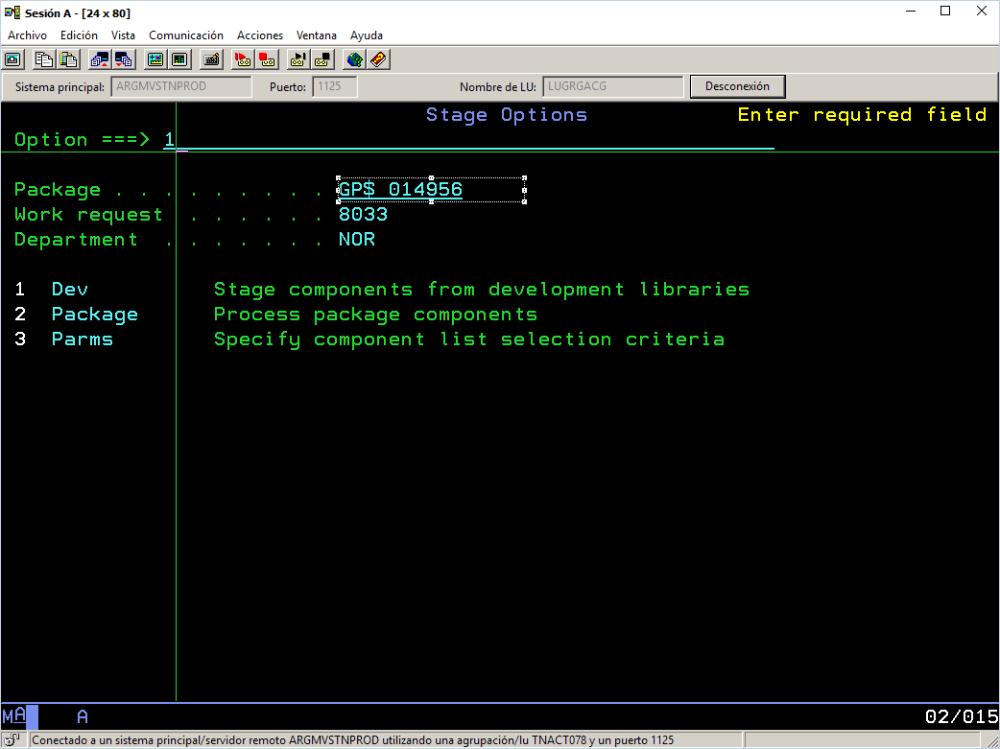 Sesión A - [24 x 80]
Archivo Edición Vista Comunicación Acciones Ventana Ayuda
Sistema principal: ARGMVSTNPROD Puerto: 1125 Nombre de LU: LUGRGACG Desconexión
Stage Options Enter required field
Option ===> 1
Package . . . . . . . . . GP$ 014956
Work request . . . . . . 8033
Department . . . . . . . NOR
1 Dev Stage components from development libraries
2 Package Process package components
3 Parms Specify component list selection criteria
MA A 02/015
Conectado a un sistema principal/servidor remoto ARGMVSTNPROD utilizando una agrupación/lu TNACT078 y un puerto 1125